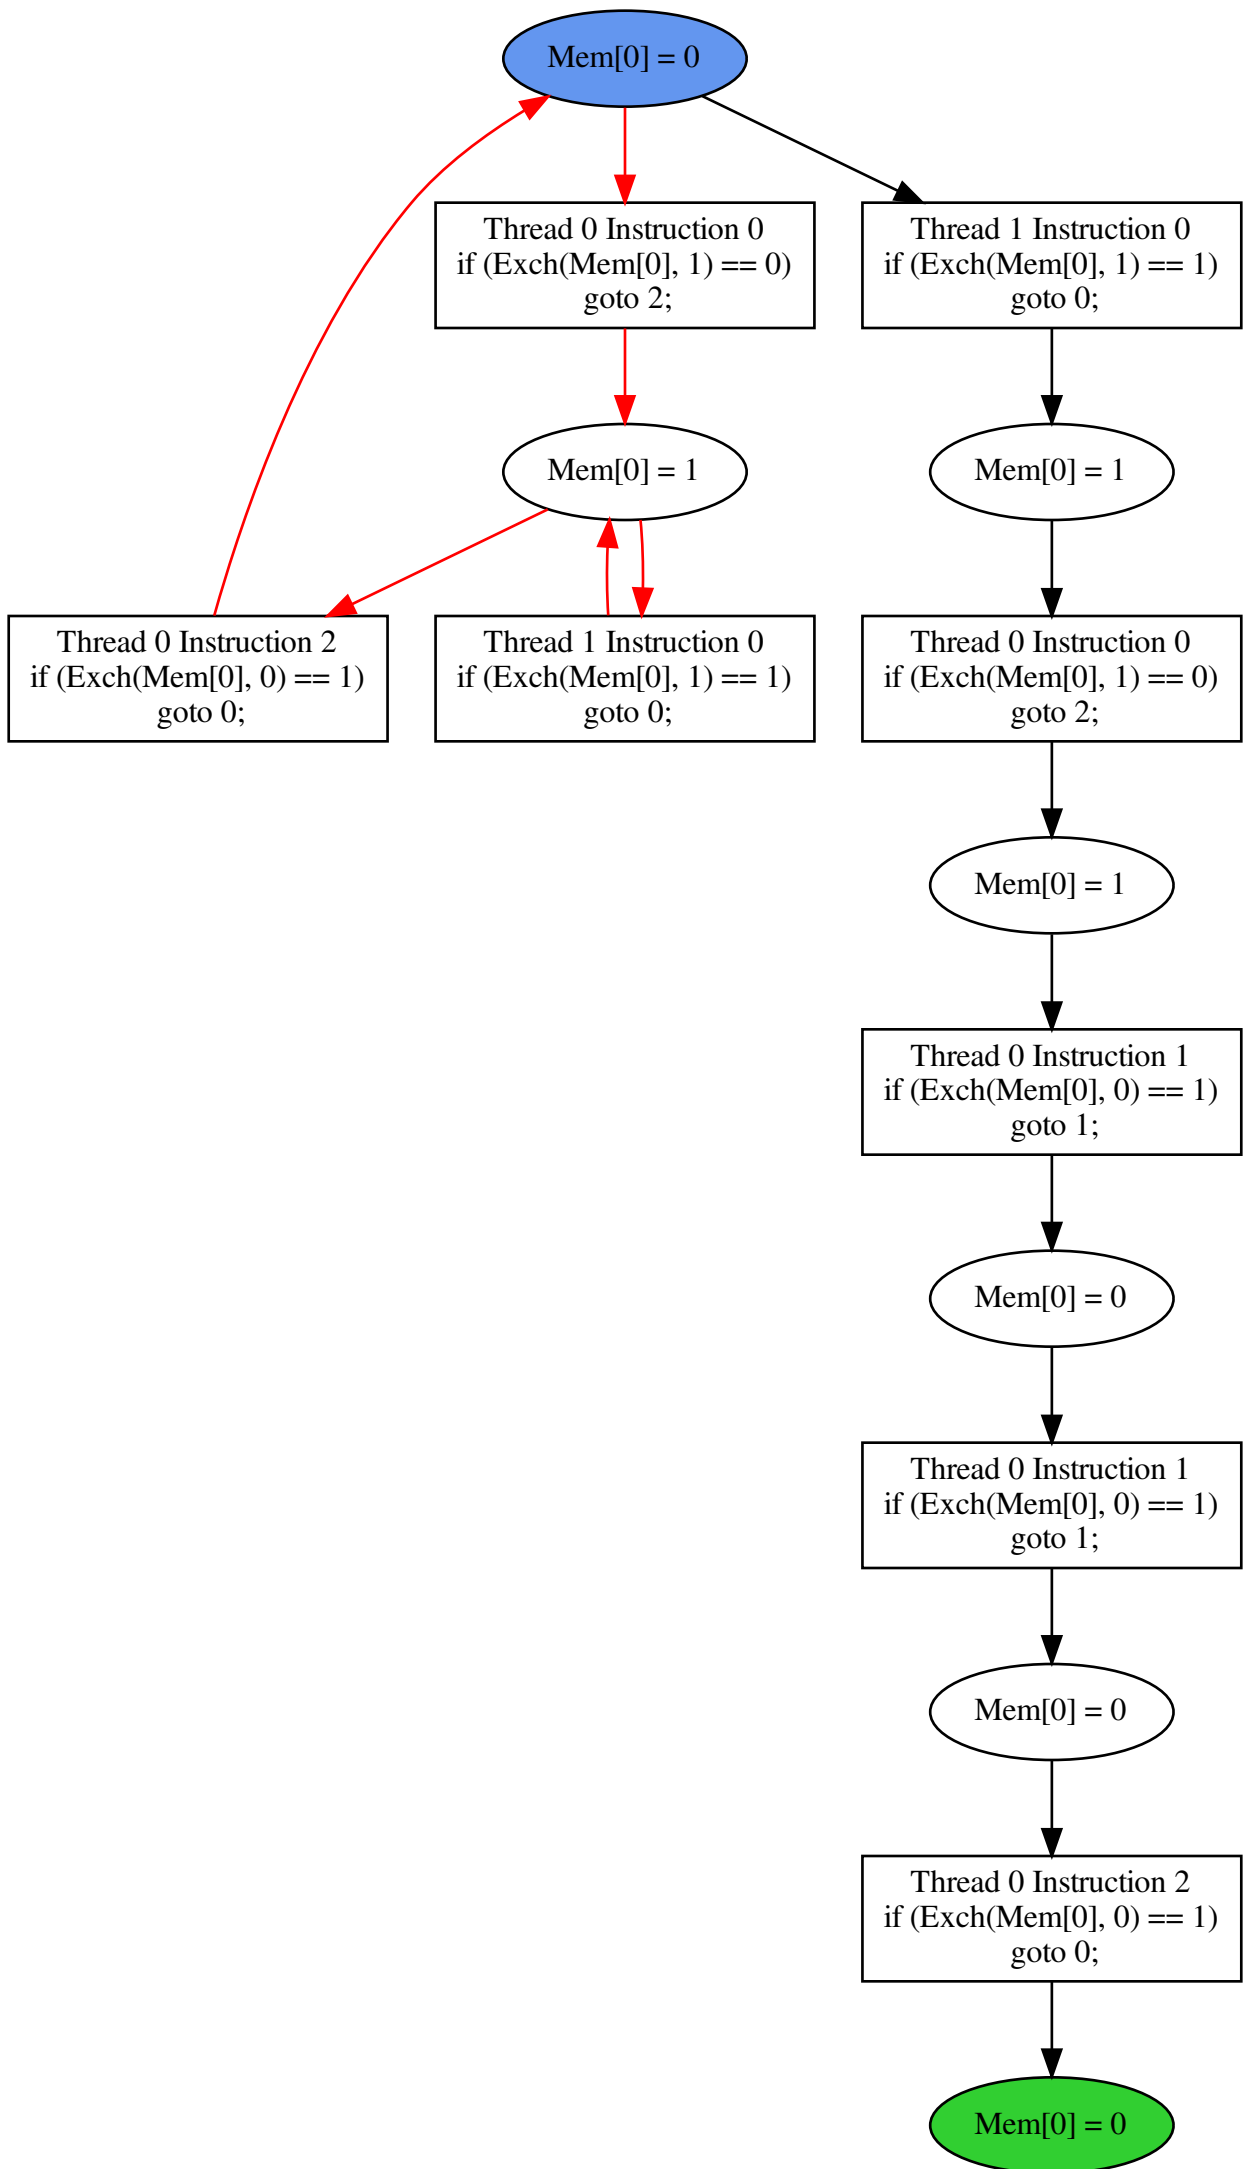 Mem[0] = 0
Thread 0 Instruction 0
if (Exch(Mem[0], 1) == 0)
goto 2;
Thread 1 Instruction 0
if (Exch(Mem[0], 1) == 1)
goto 0;
Mem[0] = 1
Mem[0] = 1
Thread 0 Instruction 2
if (Exch(Mem[0], 0) == 1)
goto 0;
Thread 1 Instruction 0
if (Exch(Mem[0], 1) == 1)
goto 0;
Thread 0 Instruction 0
if (Exch(Mem[0], 1) == 0)
goto 2;
Mem[0] = 1
Thread 0 Instruction 1
if (Exch(Mem[0], 0) == 1)
goto 1;
Mem[0] = 0
Thread 0 Instruction 1
if (Exch(Mem[0], 0) == 1)
goto 1;
Mem[0] = 0
Thread 0 Instruction 2
if (Exch(Mem[0], 0) == 1)
goto 0;
Mem[0] = 0